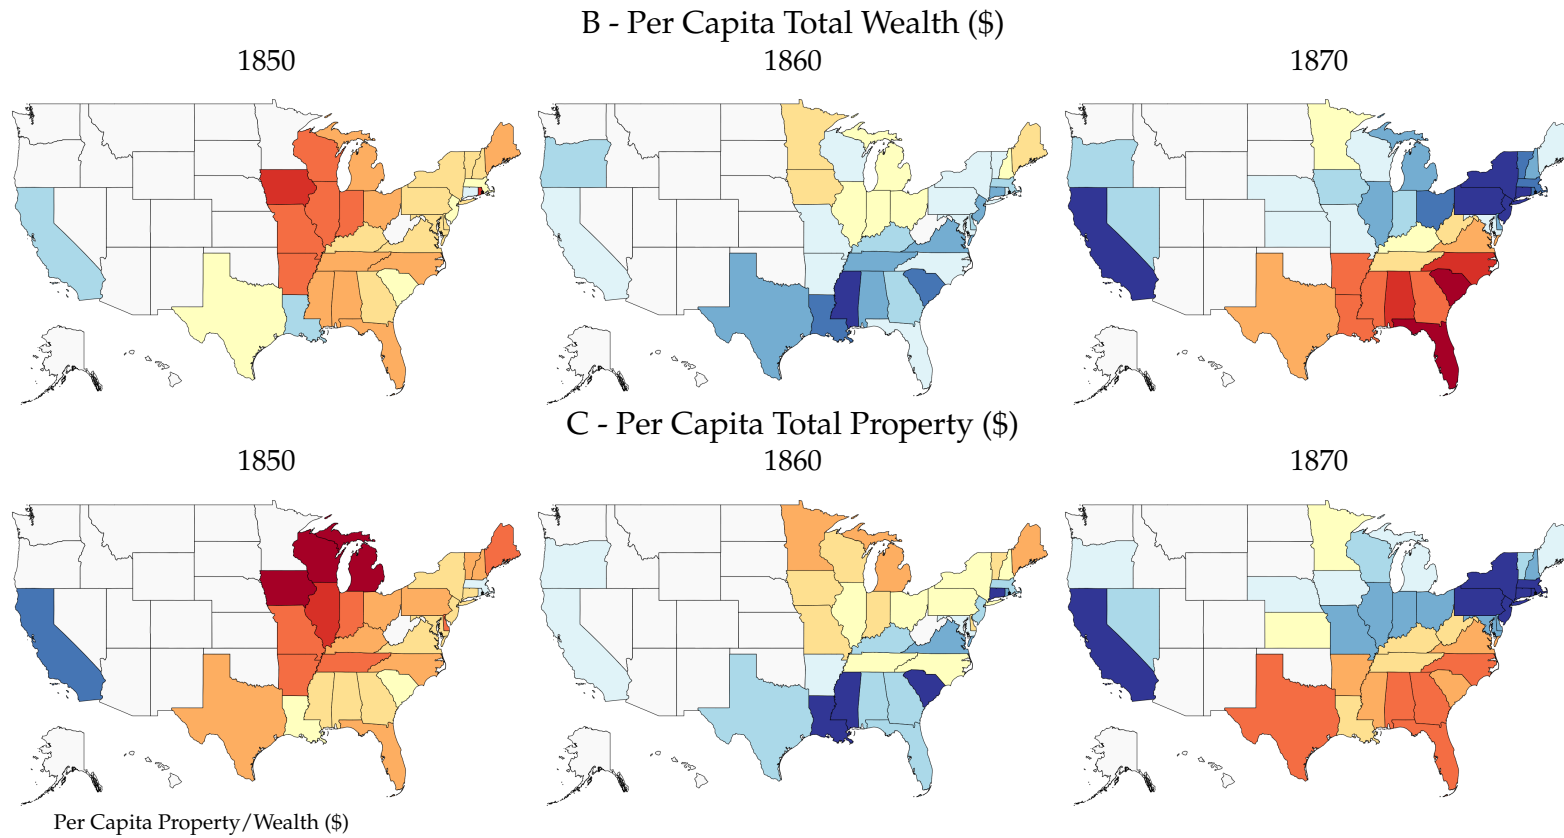 B - Per Capita Total Wealth ($)
1850 1860 1870
C - Per Capita Total Property ($)
1850 1860 1870
Per Capita Property/Wealth ($)